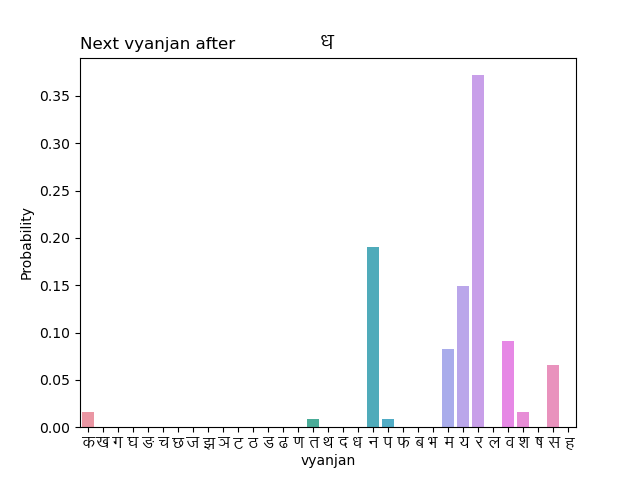 Next vyanjan after ध
Probability
0.35
0.30
0.25
0.20
0.15
0.10
0.05
0.00
क ख ग घ ङ च छ ज झ ञ ट ठ ड ढ ण त थ द ध न प फ ब भ म य र ल व श ष स ह
vyanjan